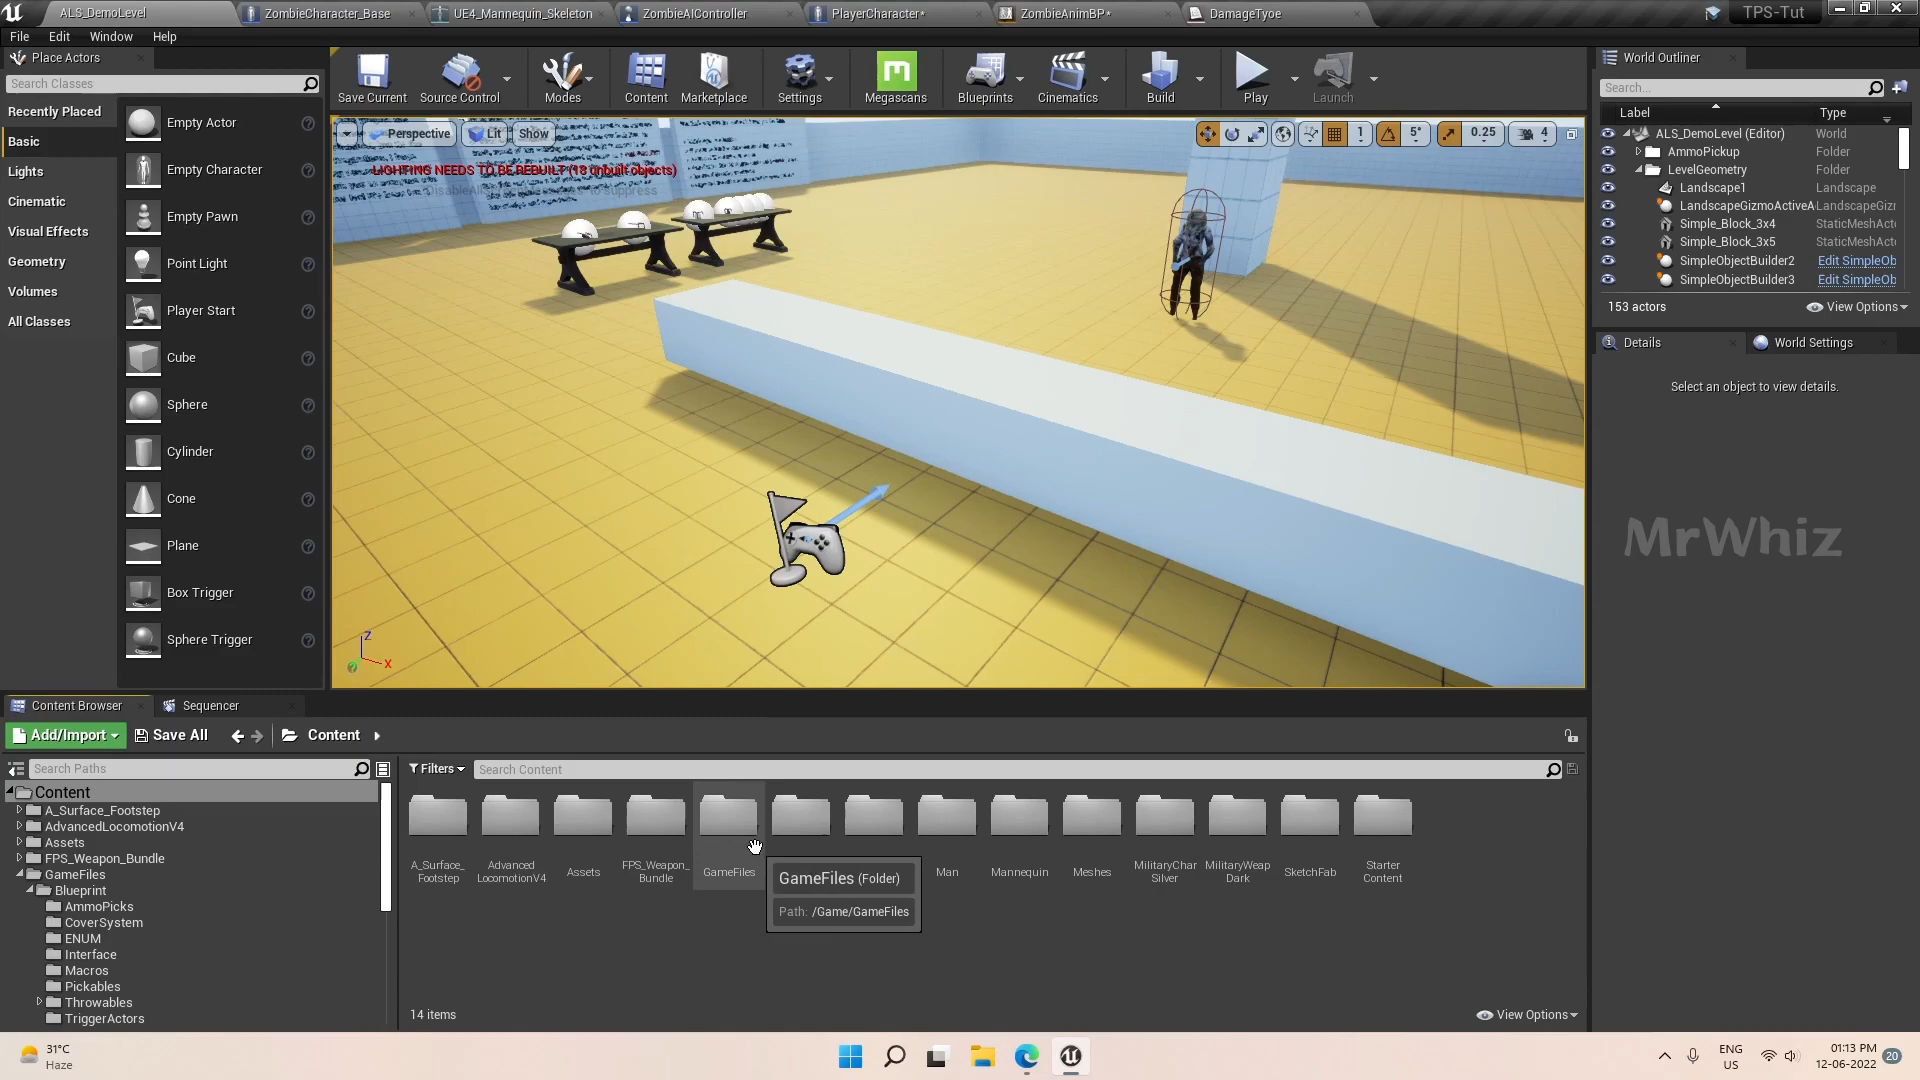 ALS_DemoLevel
ZombieCharacter_Base
UE4_Mannequin_Skeleton
ZombieAIController
PlayerCharacter*
ZombieAnimBP*
DamageTyoe
TPS-Tut
File Edit Window Help
Place Actors
Search Classes
Recently Placed
Basic
Lights
Cinematic
Visual Effects
Geometry
Volumes
All Classes
Empty Actor
Empty Character
Empty Pawn
Point Light
Player Start
Cube
Sphere
Cylinder
Cone
Plane
Box Trigger
Sphere Trigger
Save Current
Source Control
Modes
Content
Marketplace
Settings
Megascans
Blueprints
Cinematics
Build
Play
Launch
Perspective
Lit
Show
1
5°
0.25
4
LIGHTING NEEDS TO BE REBUILT (18 unbuilt objects)
Z
X
World Outliner
Search...
Label Type
ALS_DemoLevel (Editor) World
AmmoPickup Folder
LevelGeometry Folder
Landscape1 Landscape
LandscapeGizmoActiveA LandscapeGizr
Simple_Block_3x4 StaticMeshAct
Simple_Block_3x5 StaticMeshAct
SimpleObjectBuilder2 Edit SimpleOb
SimpleObjectBuilder3 Edit SimpleOb
153 actors
View Options
Details
World Settings
Select an object to view details.
MrWhiz
Content Browser
Sequencer
Add/Import
Save All
Content
Search Paths
Filters
Search Content
Content
A_Surface_Footstep
AdvancedLocomotionV4
Assets
FPS_Weapon_Bundle
GameFiles
Blueprint
AmmoPicks
CoverSystem
ENUM
Interface
Macros
Pickables
Throwables
TriggerActors
A_Surface_
Footstep
Advanced
LocomotionV4
Assets
FPS_Weapon_
Bundle
GameFiles
Man
Mannequin
Meshes
MilitaryChar
Silver
MilitaryWeap
Dark
SketchFab
Starter
Content
GameFiles (Folder)
Path: /Game/GameFiles
14 items
View Options
31°C
Haze
ENG
US
01:13 PM
12-06-2022
20